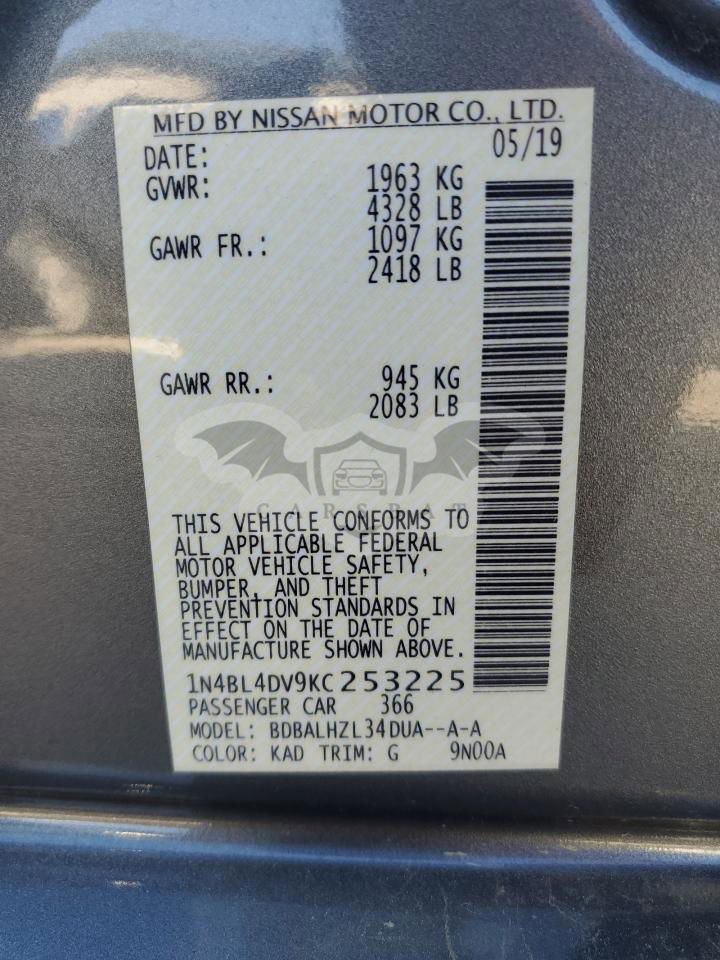 MFD BY NISSAN MOTOR CO., LTD.
DATE: 05/19
GVWR: 1963 KG
4328 LB
GAWR FR.: 1097 KG
2418 LB
GAWR RR.: 945 KG
2083 LB
CARSBAT
THIS VEHICLE CONFORMS TO
ALL APPLICABLE FEDERAL
MOTOR VEHICLE SAFETY,
BUMPER, AND THEFT
PREVENTION STANDARDS IN
EFFECT ON THE DATE OF
MANUFACTURE SHOWN ABOVE.
1N4BL4DV9KC253225
PASSENGER CAR 366
MODEL: BDBALHZL34DUA--A-A
COLOR: KAD TRIM: G 9N00A